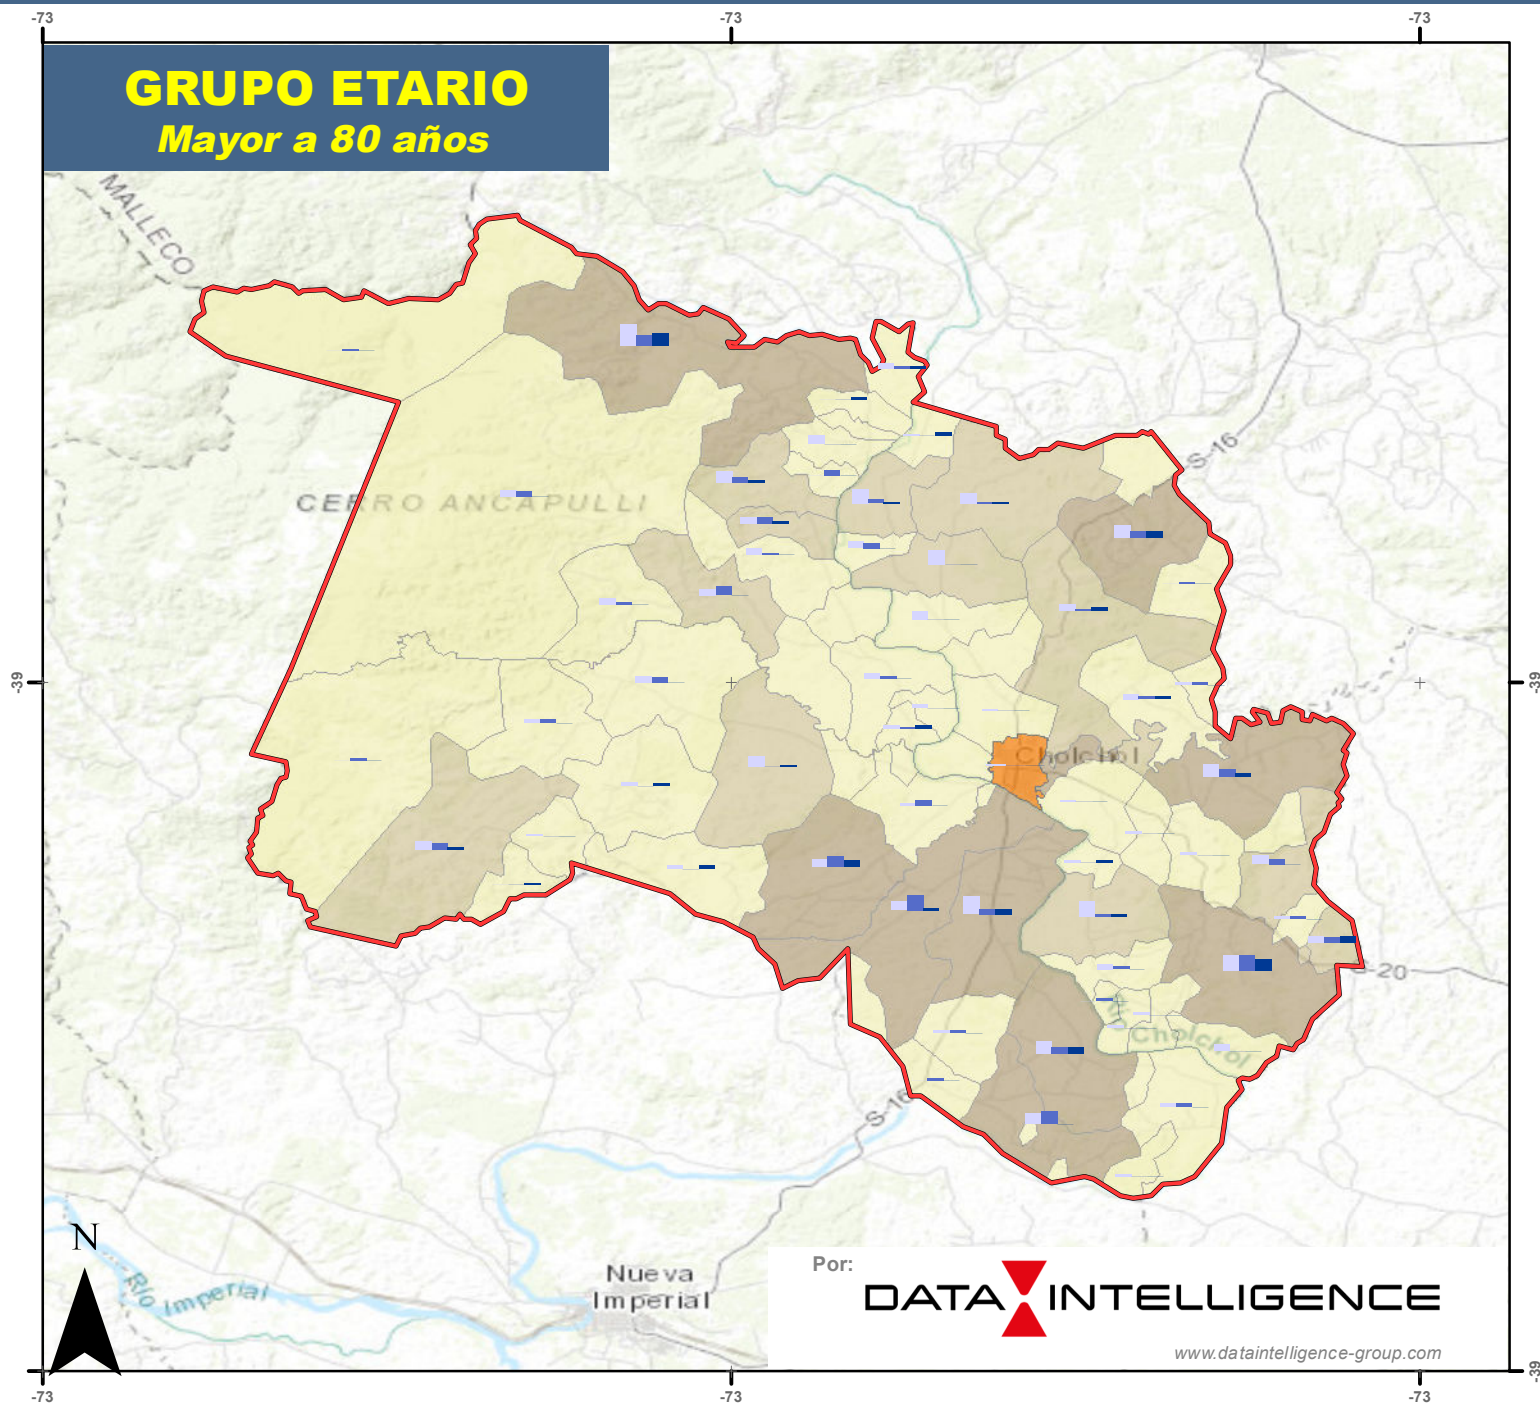 -73
-73
-73
GRUPO ETARIO
Mayor a 80 años
MALLECO
S-16
CERRO ANCAPULLI
-39
-39
Cholchol
S-20
Río Cholchol
S-16
N
Río Imperial
Nueva
Imperial
Por:
DATA INTELLIGENCE
www.dataintelligence-group.com
-39
-73
-73
-73